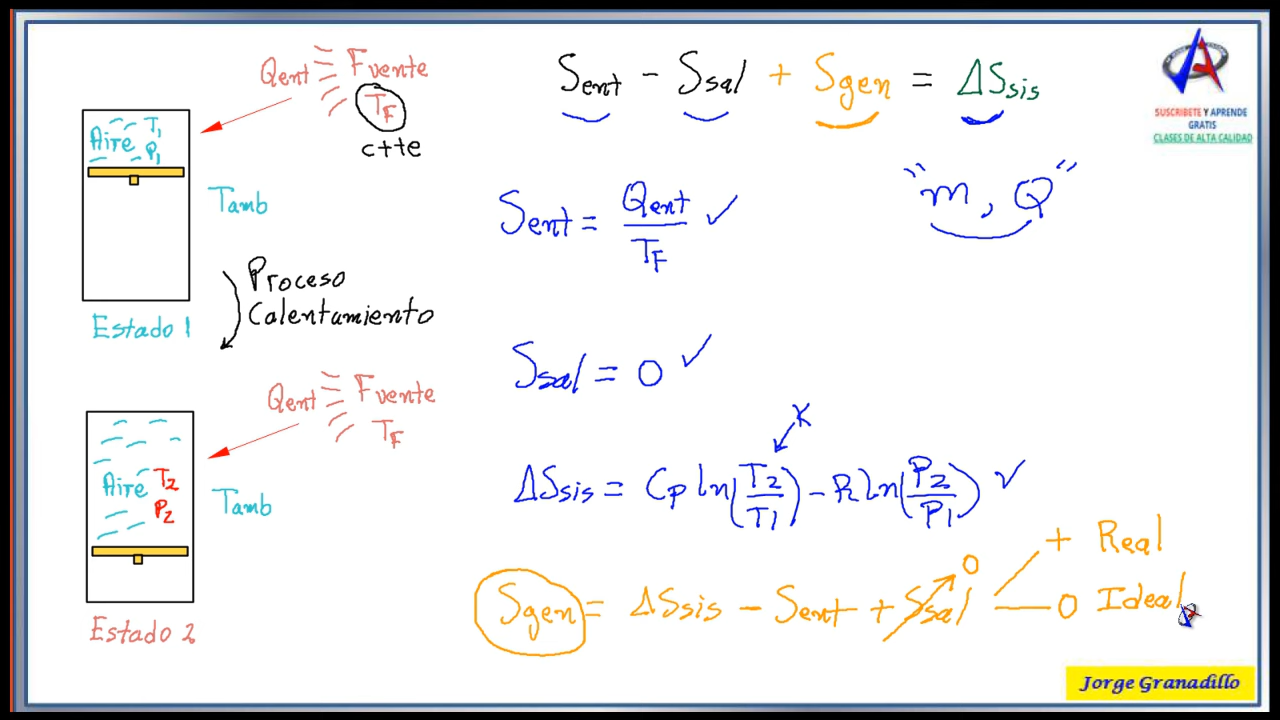 Qent Fuente
TF
ctte
Aire T1
P1
Tamb
Estado 1
Proceso
Calentamiento
Qent Fuente
TF
Aire T2
P2
Tamb
Estado 2
Sent - Ssal + Sgen = ΔSsis
"m, Q"
Sent = Qent / TF ✓
Ssal = 0 ✓
K
ΔSsis = Cp ln(T2/T1) - R ln(P2/P1) ✓
Sgen = ΔSsis - Sent + Ssal 0
+ Real
0 Ideal
SUSCRIBETE Y APRENDE
GRATIS
CLASES DE ALTA CALIDAD
Jorge Granadillo